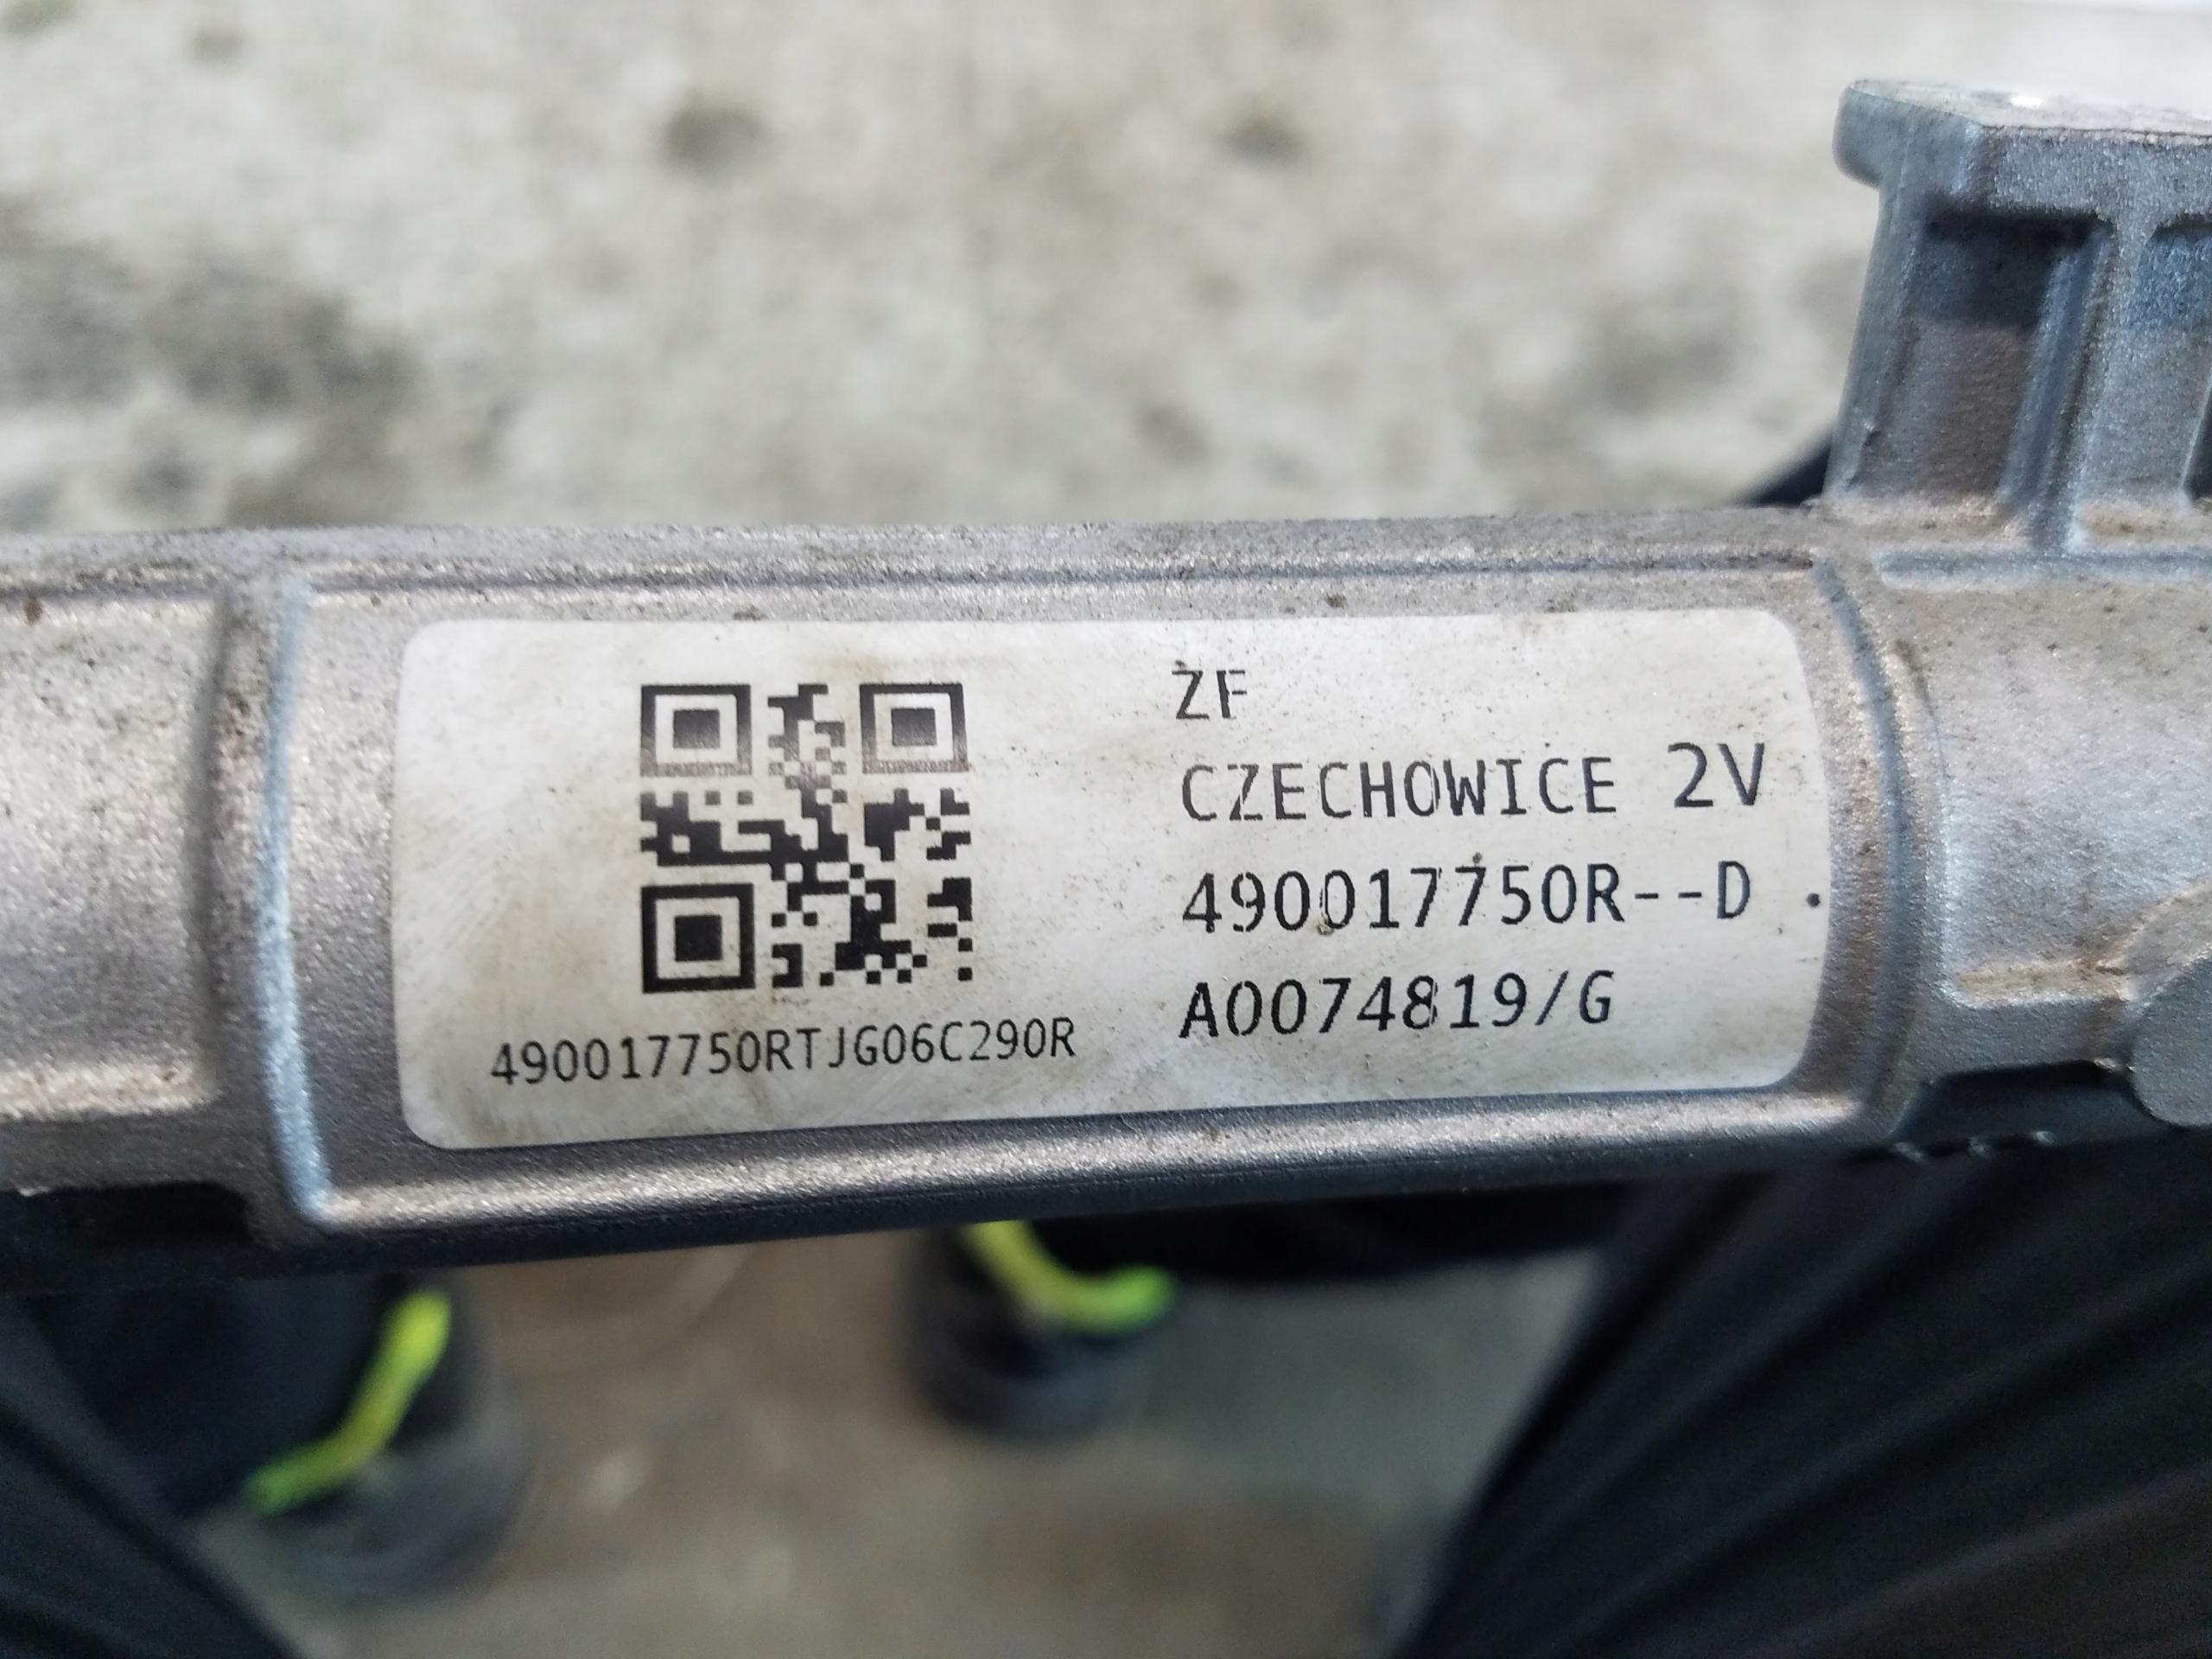 ZF
CZECHOWICE 2V
490017750R--D
A0074819/G
490017750RTJG06C290R